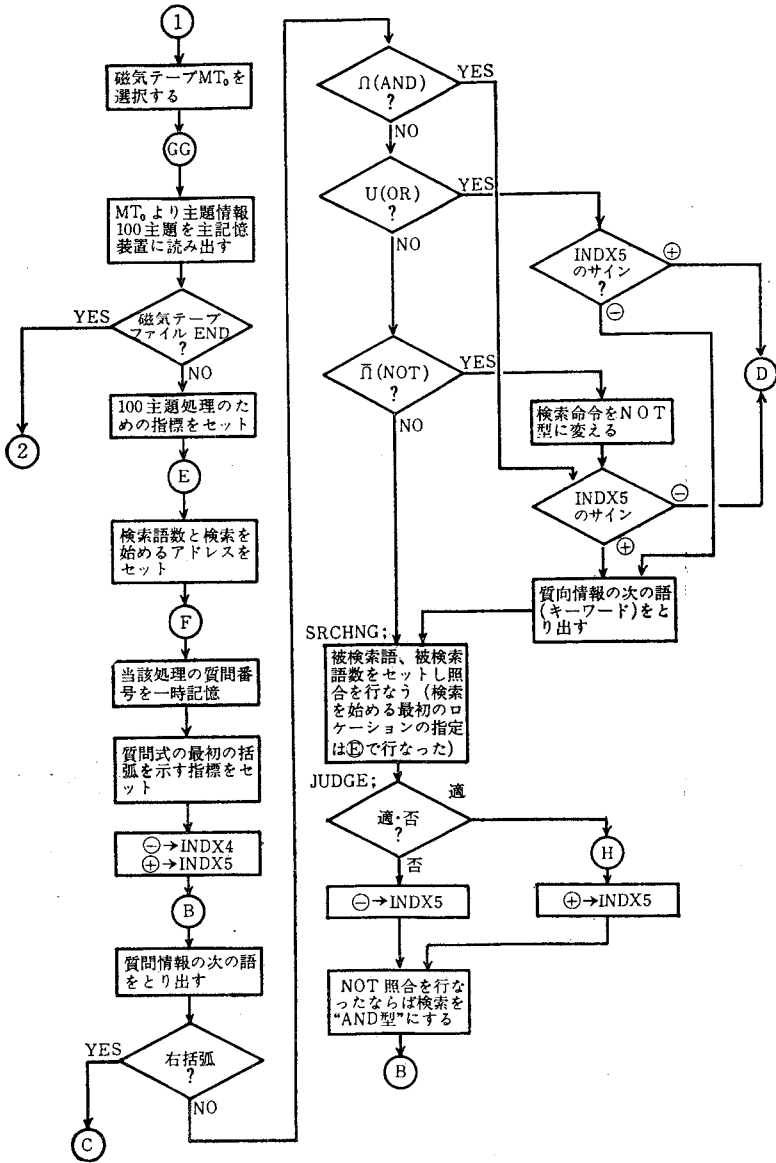 1
磁気テープMT₀を
選択する
GG
MT₀より主題情報
100主題を主記憶
装置に読み出す
磁気テープ
ファイル END
?
YES
NO
2
100主題処理のた
めの指標をセット
E
検索語数と検索を
始めるアドレスを
セット
F
当該処理の質問番
号を一時記憶
質問式の最初の括
弧を示す指標をセ
ット
⊖→INDX4
⊕→INDX5
B
質問情報の次の語
をとり出す
右括弧
?
YES
NO
C
Ո(AND)
?
YES
NO
U(OR)
?
YES
NO
INDX5
のサイン
?
⊕
⊖
D
Ո̅(NOT)
?
YES
NO
検索命令をNOT
型に変える
INDX5
のサイン
⊖
⊕
質向情報の次の語
(キーワード)をと
り出す
SRCHNG;
被検索語、被検索
語数をセットし照
合を行なう（検索
を始める最初のロ
ケーションの指定
はⒺで行なった）
JUDGE;
適・否
?
適
否
H
⊖→INDX5
⊕→INDX5
NOT照合を行な
ったならば検索を
“AND型”にする
B